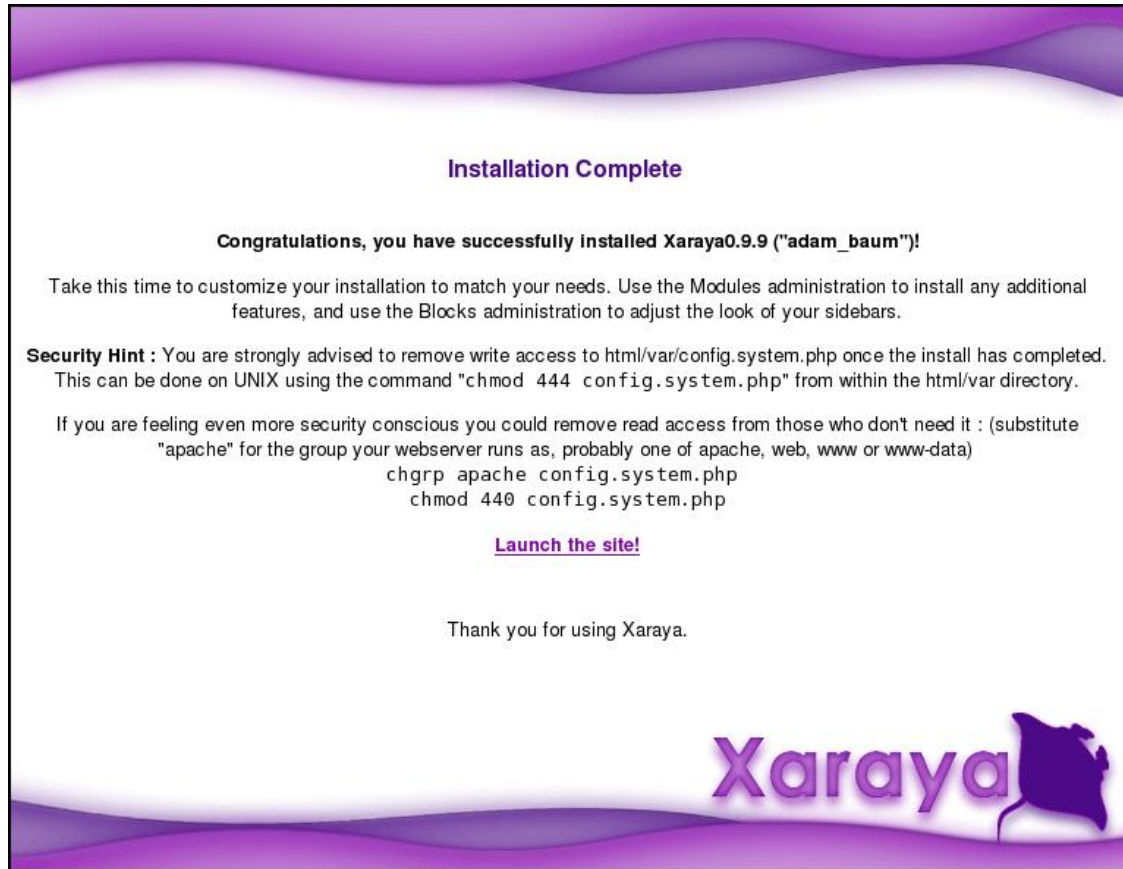 Installation Complete
Congratulations, you have successfully installed Xaraya0.9.9 ("adam_baum")!
Take this time to customize your installation to match your needs. Use the Modules administration to install any additional
features, and use the Blocks administration to adjust the look of your sidebars.
Security Hint : You are strongly advised to remove write access to html/var/config.system.php once the install has completed.
This can be done on UNIX using the command "chmod 444 config.system.php" from within the html/var directory.
If you are feeling even more security conscious you could remove read access from those who don't need it : (substitute
"apache" for the group your webserver runs as, probably one of apache, web, www or www-data)
chgrp apache config.system.php
chmod 440 config.system.php
Launch the site!
Thank you for using Xaraya.
Xaraya